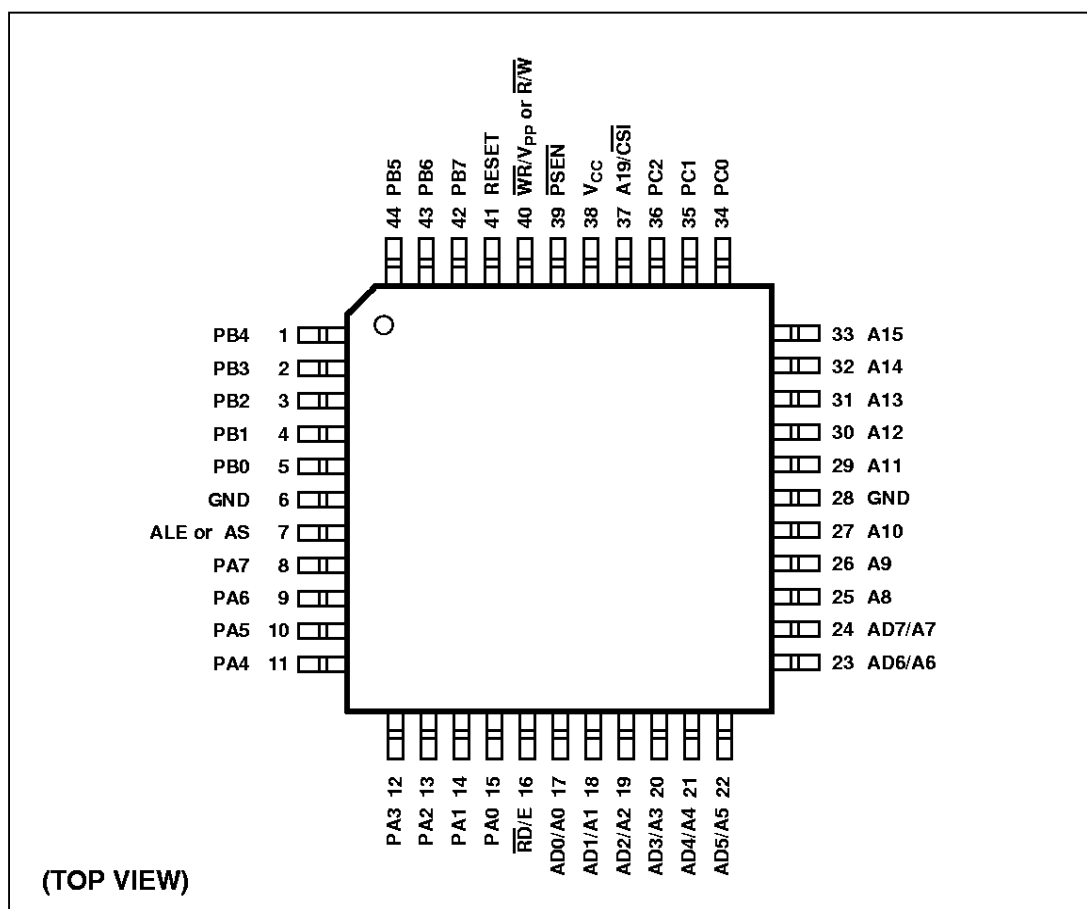 44 PB5
43 PB6
42 PB7
41 RESET
40 W̅R̅/VPP or R̅/̅W̅
39 P̅S̅E̅N̅
38 VCC
37 A19/C̅S̅I̅
36 PC2
35 PC1
34 PC0
PB4 1
PB3 2
PB2 3
PB1 4
PB0 5
GND 6
ALE or AS 7
PA7 8
PA6 9
PA5 10
PA4 11
33 A15
32 A14
31 A13
30 A12
29 A11
28 GND
27 A10
26 A9
25 A8
24 AD7/A7
23 AD6/A6
PA3 12
PA2 13
PA1 14
PA0 15
R̅D̅/E 16
AD0/A0 17
AD1/A1 18
AD2/A2 19
AD3/A3 20
AD4/A4 21
AD5/A5 22
(TOP VIEW)